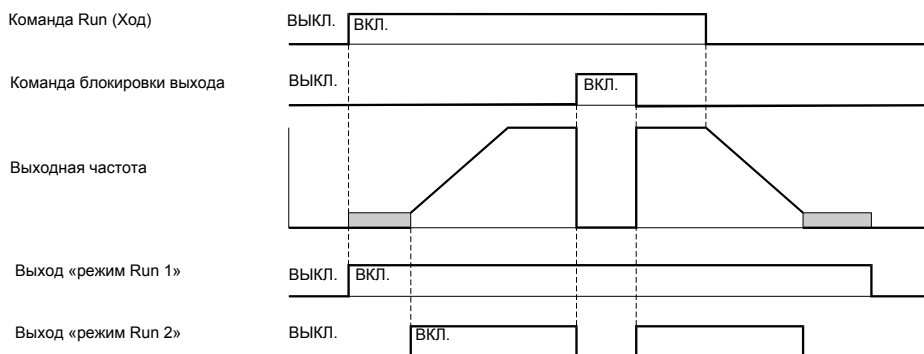 Команда Run (Ход) ВЫКЛ. ВКЛ.
Команда блокировки выхода ВЫКЛ. ВКЛ.
Выходная частота
Выход «режим Run 1» ВЫКЛ. ВКЛ.
Выход «режим Run 2» ВЫКЛ. ВКЛ.